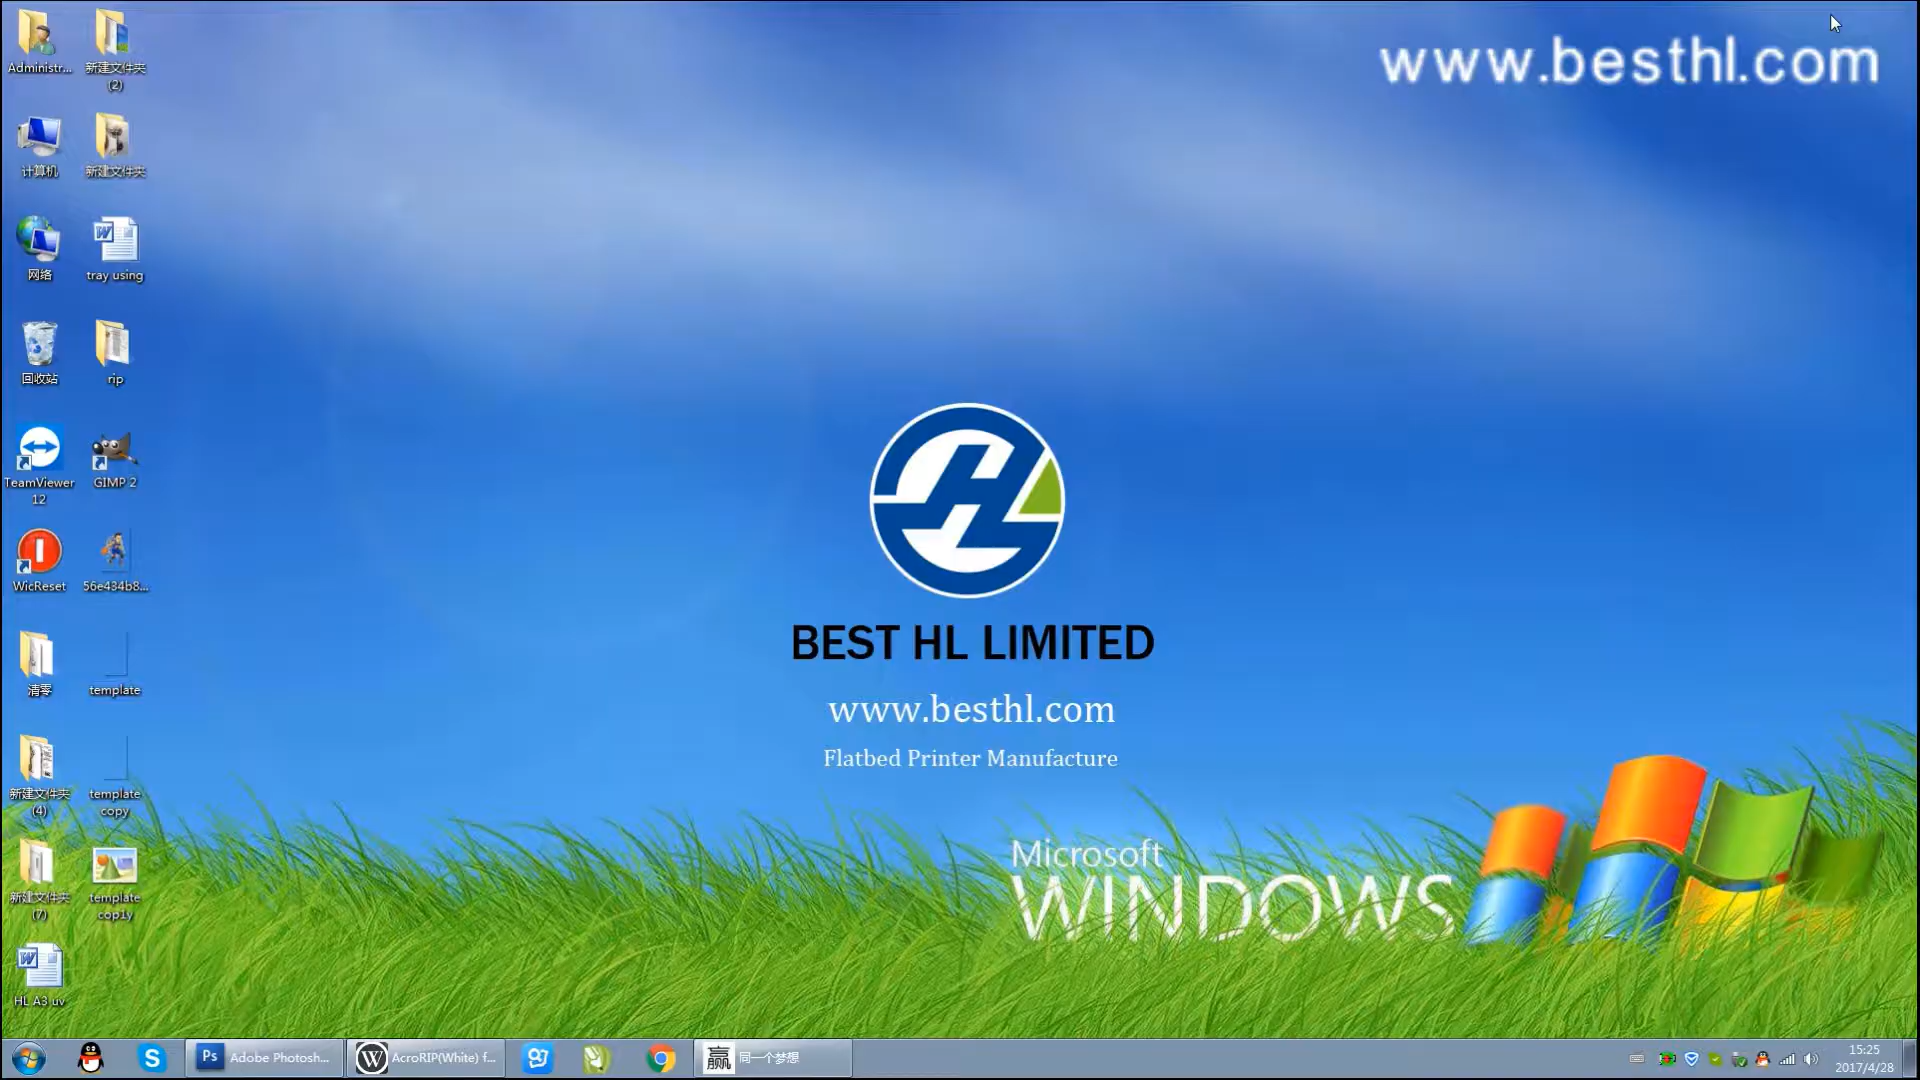 www.besthl.com
Administr...
新建文件夹
(2)
计算机
新建文件夹
网络
tray using
回收站
rip
TeamViewer
12
GIMP 2
WicReset
56e434b8...
清零
template
新建文件夹
(4)
template
copy
新建文件夹
(7)
template
cop1y
HL A3 uv
BEST HL LIMITED
www.besthl.com
Flatbed Printer Manufacture
Microsoft
WINDOWS
Ps
Adobe Photosh...
AcroRIP(White) f...
赢
同一个梦想
15:25
2017/4/28